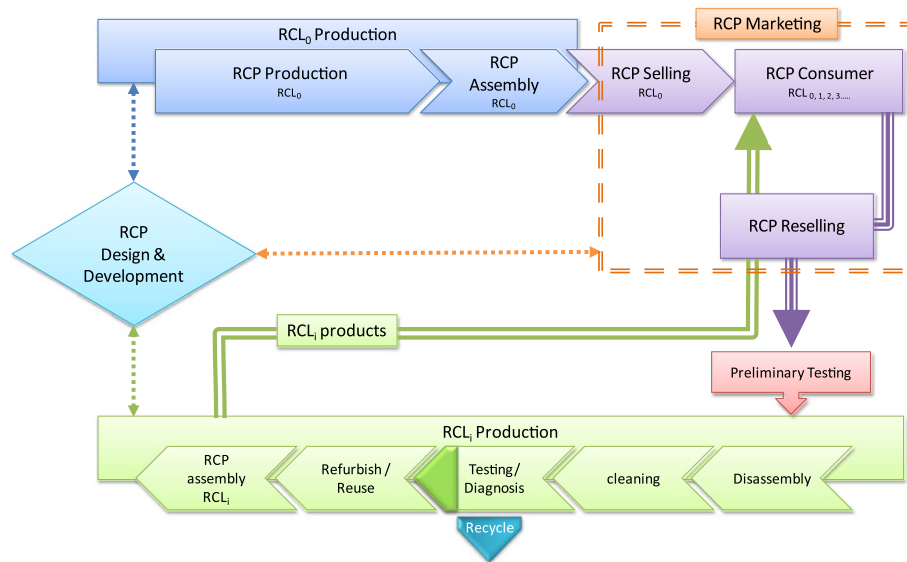 RCP Marketing
RCL0 Production
RCP Production
RCL0
RCP
Assembly
RCL0
RCP Selling
RCL0
RCP Consumer
RCL 0, 1, 2, 3.....
RCP
Design &
Development
RCP Reselling
RCLi products
Preliminary Testing
RCLi Production
RCP
assembly
RCLi
Refurbish /
Reuse
Testing/
Diagnosis
cleaning
Disassembly
Recycle